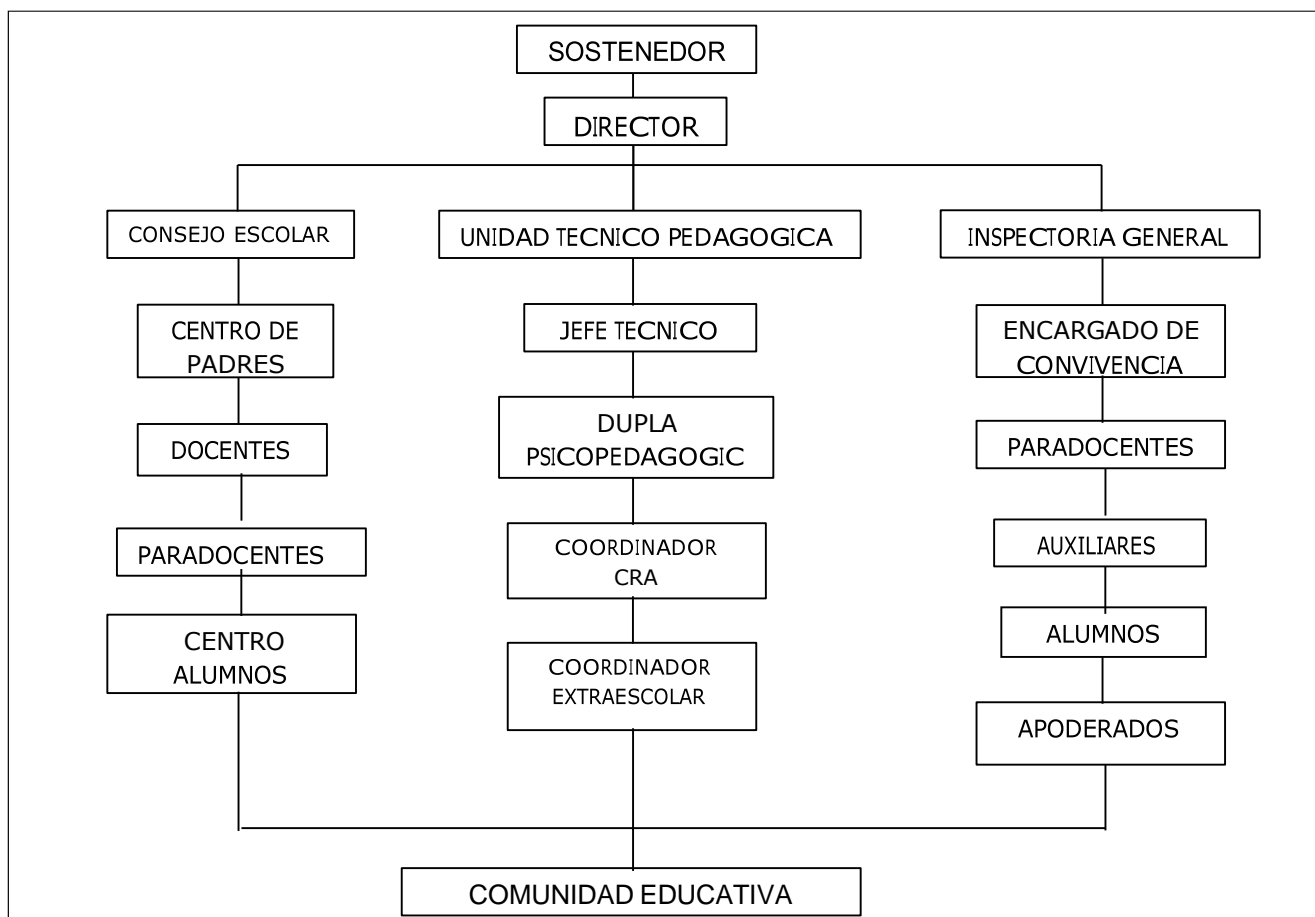 SOSTENEDOR
DIRECTOR
CONSEJO ESCOLAR
UNIDAD TECNICO PEDAGOGICA
INSPECTORIA GENERAL
CENTRO DE
PADRES
JEFE TECNICO
ENCARGADO DE
CONVIVENCIA
DOCENTES
DUPLA
PSICOPEDAGOGIC
PARADOCENTES
PARADOCENTES
COORDINADOR
CRA
AUXILIARES
CENTRO
ALUMNOS
COORDINADOR
EXTRAESCOLAR
ALUMNOS
APODERADOS
COMUNIDAD EDUCATIVA